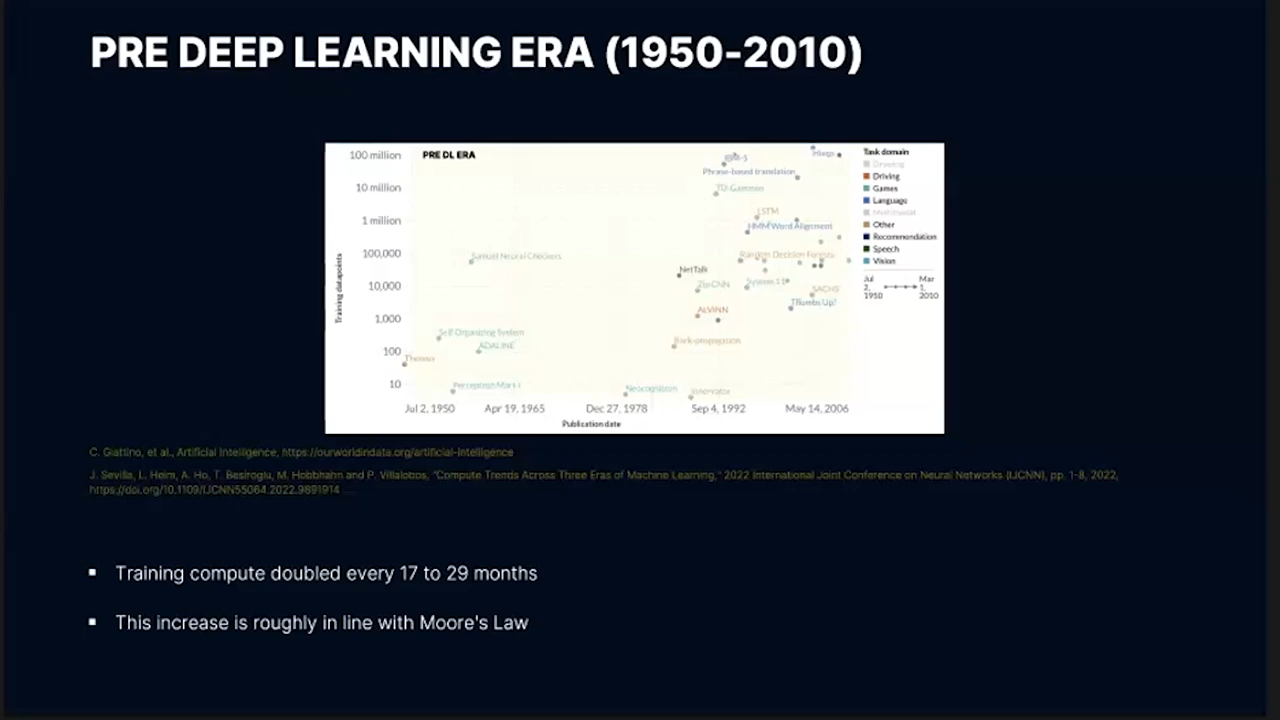 PRE DEEP LEARNING ERA (1950-2010)
PRE DL ERA
100 million
10 million
1 million
100,000
10,000
1,000
100
10
Training datapoints
Phrase-based translation
TD-Gammon
LSTM
HMM Word Alignment
Samuel Neural Checkers
Random Decision Forests
NetTalk
Zip CNN
System 11
SACHS
Thumbs Up?
ALVINN
Self Organizing System
Back-propagation
ADALINE
Theseus
Perceptron Mark I
Neocognitron
Innovator
Jul 2, 1950
Apr 19, 1965
Dec 27, 1978
Sep 4, 1992
May 14, 2006
Publication date
Task domain
Drawing
Driving
Games
Language
Multimodal
Other
Recommendation
Speech
Vision
Jul 2, 1950
Mar 1, 2010
C. Giattino, et al., Artificial Intelligence, https://ourworldindata.org/artificial-intelligence
J. Sevilla, L. Heim, A. Ho, T. Besiroglu, M. Hobbhahn and P. Villalobos, "Compute Trends Across Three Eras of Machine Learning," 2022 International Joint Conference on Neural Networks (IJCNN), pp. 1-8, 2022,
https://doi.org/10.1109/IJCNN55064.2022.9891914
▪ Training compute doubled every 17 to 29 months
▪ This increase is roughly in line with Moore's Law